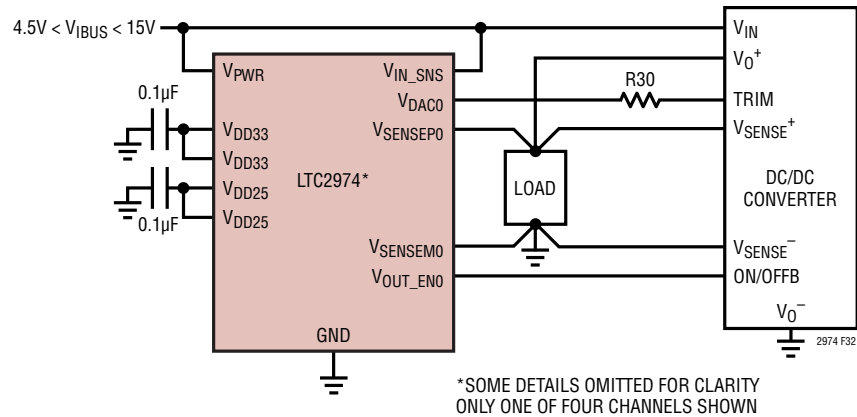 4.5V < VIBUS < 15V
VPWR
VIN_SNS
VIN
VO+
0.1µF
VDAC0
R30
TRIM
VDD33
VSENSEP0
VSENSE+
VDD33
LTC2974*
LOAD
DC/DC
CONVERTER
VDD25
VDD25
0.1µF
VSENSEM0
VSENSE−
VOUT_EN0
ON/OFFB
VO−
GND
2974 F32
*SOME DETAILS OMITTED FOR CLARITY
ONLY ONE OF FOUR CHANNELS SHOWN